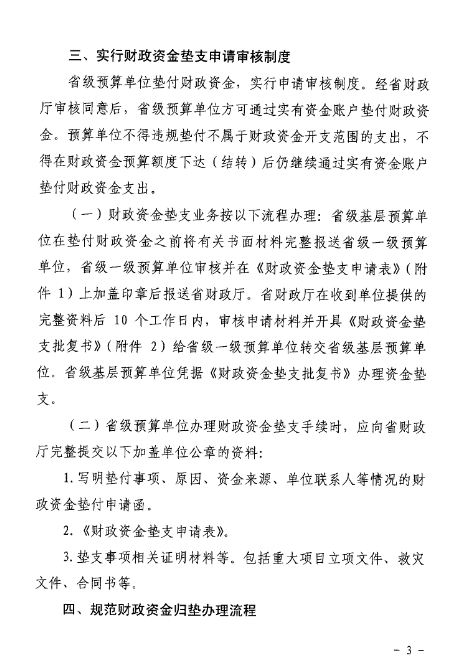 三、实行财政资金垫支申请审核制度
省级预算单位垫付财政资金，实行申请审核制度。经省财政
厅审核同意后，省级预算单位方可通过实有资金账户垫付财政资
金。预算单位不得违规垫付不属于财政资金开支范围的支出，不
得在财政资金预算额度下达（结转）后仍继续通过实有资金账户
垫付财政资金支出。
（一）财政资金垫支业务按以下流程办理：省级基层预算单
位在垫付财政资金之前将有关书面材料完整报送省级一级预算
单位，省级一级预算单位审核并在《财政资金垫支申请表》（附
件 1）上加盖印章后报送省财政厅。省财政厅在收到单位提供的
完整资料后 10 个工作日内，审核申请材料并开具《财政资金垫
支批复书》（附件 2）给省级一级预算单位转交省级基层预算单
位。省级基层预算单位凭据《财政资金垫支批复书》办理资金垫
支。
（二）省级预算单位办理财政资金垫支手续时，应向省财政
厅完整提交以下加盖单位公章的资料：
1. 写明垫付事项、原因、资金来源、单位联系人等情况的财
政资金垫付申请函。
2. 《财政资金垫支申请表》。
3. 垫支事项相关证明材料等。包括重大项目立项文件、救灾
文件、合同书等。
四、规范财政资金归垫办理流程
- 3 -